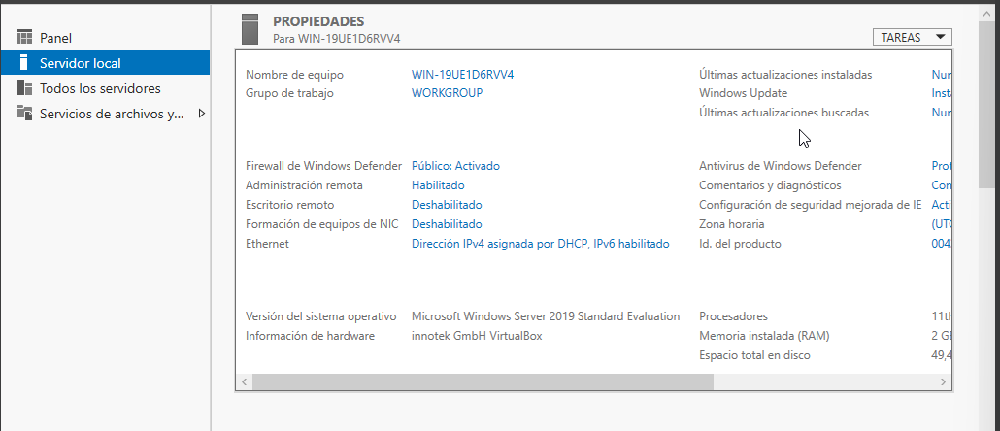 PROPIEDADES
Para WIN-19UE1D6RVV4
TAREAS
Panel
Servidor local
Todos los servidores
Servicios de archivos y...
Nombre de equipo WIN-19UE1D6RVV4 Últimas actualizaciones instaladas Nun
Grupo de trabajo WORKGROUP Windows Update Inst
Últimas actualizaciones buscadas Nun
Firewall de Windows Defender Público: Activado Antivirus de Windows Defender Prot
Administración remota Habilitado Comentarios y diagnósticos Con
Escritorio remoto Deshabilitado Configuración de seguridad mejorada de IE Acti
Formación de equipos de NIC Deshabilitado Zona horaria (UTC
Ethernet Dirección IPv4 asignada por DHCP, IPv6 habilitado Id. del producto 004
Versión del sistema operativo Microsoft Windows Server 2019 Standard Evaluation Procesadores 11th
Información de hardware innotek GmbH VirtualBox Memoria instalada (RAM) 2 GB
Espacio total en disco 49,4